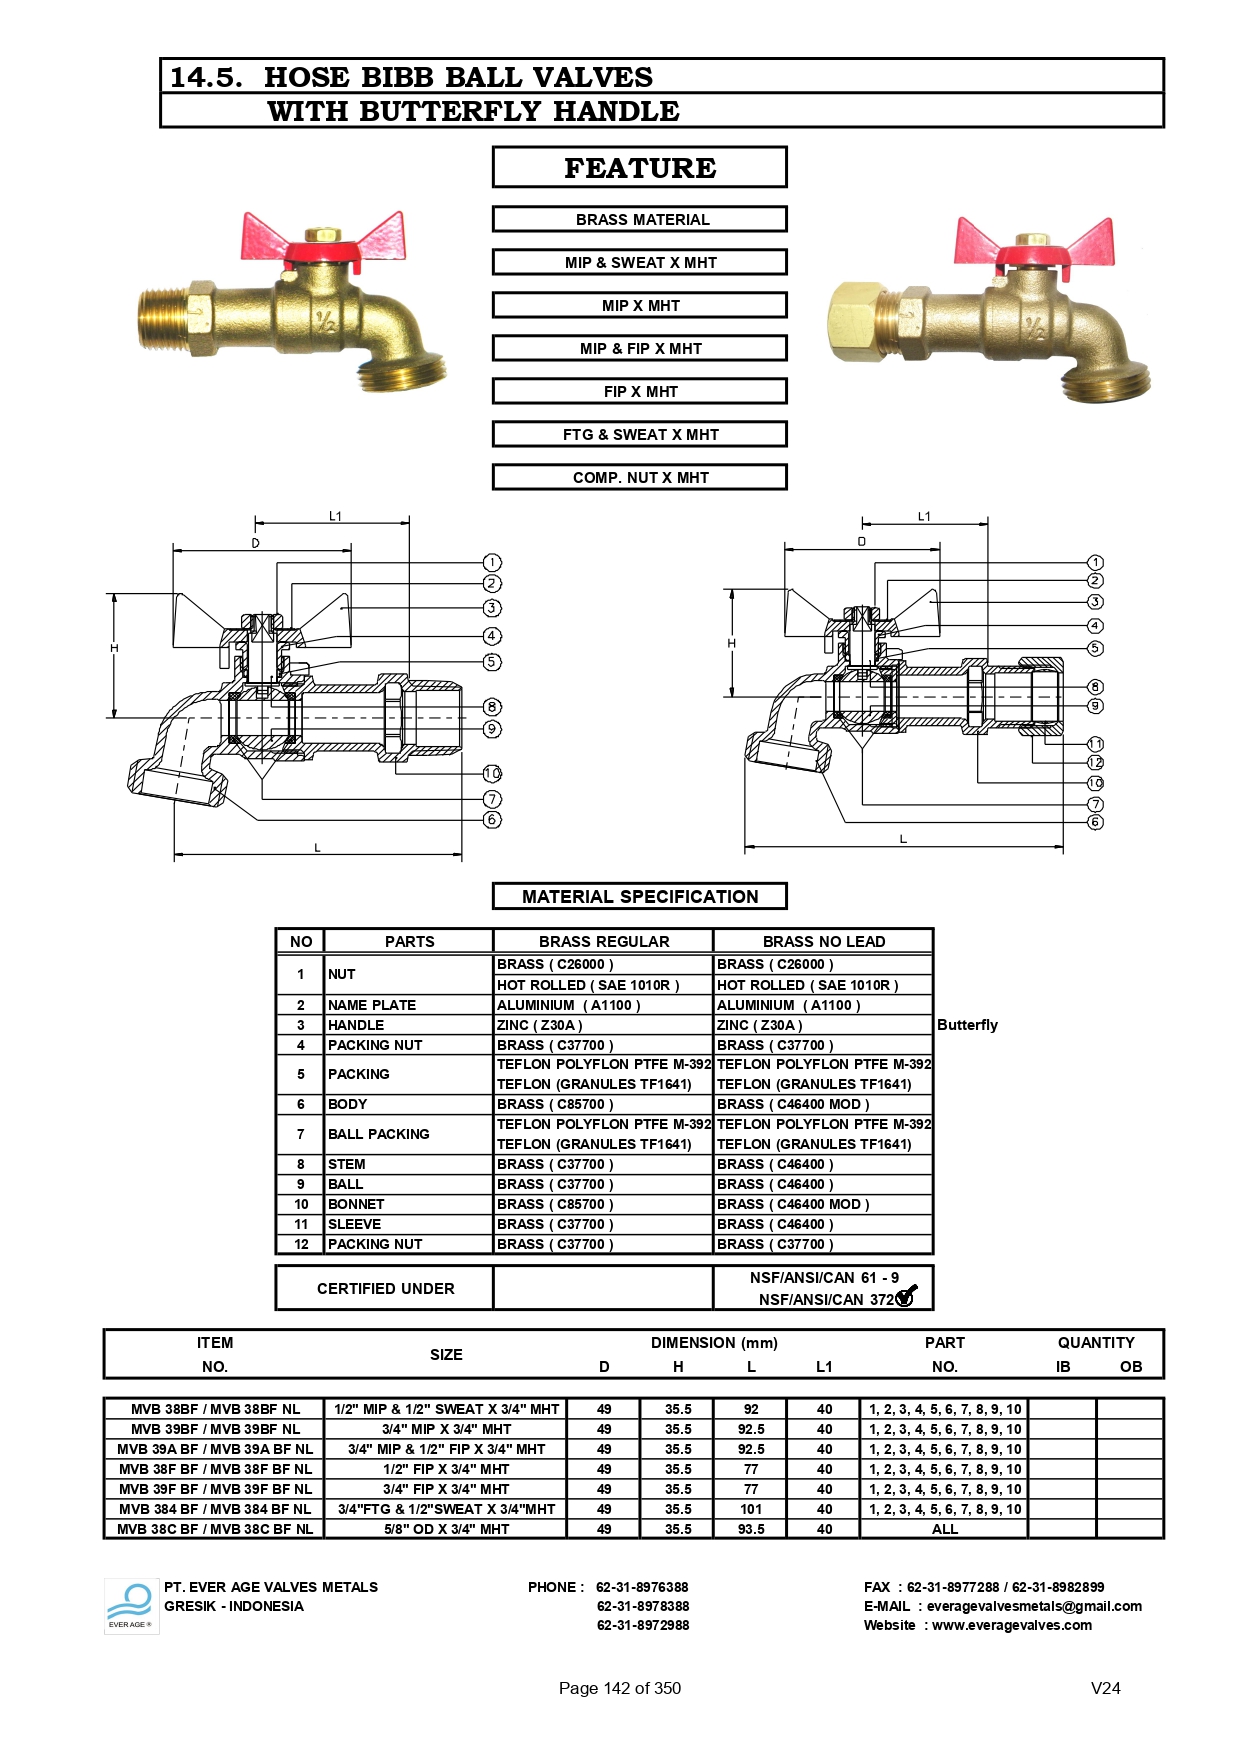 14.5. HOSE BIBB BALL VALVES
WITH BUTTERFLY HANDLE
FEATURE
BRASS MATERIAL
MIP & SWEAT X MHT
MIP X MHT
MIP & FIP X MHT
FIP X MHT
FTG & SWEAT X MHT
COMP. NUT X MHT
1/2
1/2
L1
D
H
L
1
2
3
4
5
8
9
10
7
6
L1
D
H
L
1
2
3
4
5
8
9
11
12
10
7
6
MATERIAL SPECIFICATION
NO PARTS BRASS REGULAR BRASS NO LEAD
1 NUT BRASS ( C26000 ) BRASS ( C26000 )
HOT ROLLED ( SAE 1010R ) HOT ROLLED ( SAE 1010R )
2 NAME PLATE ALUMINIUM ( A1100 ) ALUMINIUM ( A1100 )
3 HANDLE ZINC ( Z30A ) ZINC ( Z30A ) Butterfly
4 PACKING NUT BRASS ( C37700 ) BRASS ( C37700 )
5 PACKING TEFLON POLYFLON PTFE M-392 TEFLON POLYFLON PTFE M-392
TEFLON (GRANULES TF1641) TEFLON (GRANULES TF1641)
6 BODY BRASS ( C85700 ) BRASS ( C46400 MOD )
7 BALL PACKING TEFLON POLYFLON PTFE M-392 TEFLON POLYFLON PTFE M-392
TEFLON (GRANULES TF1641) TEFLON (GRANULES TF1641)
8 STEM BRASS ( C37700 ) BRASS ( C46400 )
9 BALL BRASS ( C37700 ) BRASS ( C46400 )
10 BONNET BRASS ( C85700 ) BRASS ( C46400 MOD )
11 SLEEVE BRASS ( C37700 ) BRASS ( C46400 )
12 PACKING NUT BRASS ( C37700 ) BRASS ( C37700 )
CERTIFIED UNDER NSF/ANSI/CAN 61 - 9
NSF/ANSI/CAN 372
ITEM NO. SIZE DIMENSION (mm) PART NO. QUANTITY
D H L L1 IB OB
MVB 38BF / MVB 38BF NL 1/2" MIP & 1/2" SWEAT X 3/4" MHT 49 35.5 92 40 1, 2, 3, 4, 5, 6, 7, 8, 9, 10
MVB 39BF / MVB 39BF NL 3/4" MIP X 3/4" MHT 49 35.5 92.5 40 1, 2, 3, 4, 5, 6, 7, 8, 9, 10
MVB 39A BF / MVB 39A BF NL 3/4" MIP & 1/2" FIP X 3/4" MHT 49 35.5 92.5 40 1, 2, 3, 4, 5, 6, 7, 8, 9, 10
MVB 38F BF / MVB 38F BF NL 1/2" FIP X 3/4" MHT 49 35.5 77 40 1, 2, 3, 4, 5, 6, 7, 8, 9, 10
MVB 39F BF / MVB 39F BF NL 3/4" FIP X 3/4" MHT 49 35.5 77 40 1, 2, 3, 4, 5, 6, 7, 8, 9, 10
MVB 384 BF / MVB 384 BF NL 3/4"FTG & 1/2"SWEAT X 3/4"MHT 49 35.5 101 40 1, 2, 3, 4, 5, 6, 7, 8, 9, 10
MVB 38C BF / MVB 38C BF NL 5/8" OD X 3/4" MHT 49 35.5 93.5 40 ALL
EVER AGE ®
PT. EVER AGE VALVES METALS PHONE : 62-31-8976388 FAX : 62-31-8977288 / 62-31-8982899
GRESIK - INDONESIA 62-31-8978388 E-MAIL : everagevalvesmetals@gmail.com
62-31-8972988 Website : www.everagevalves.com
Page 142 of 350 V24